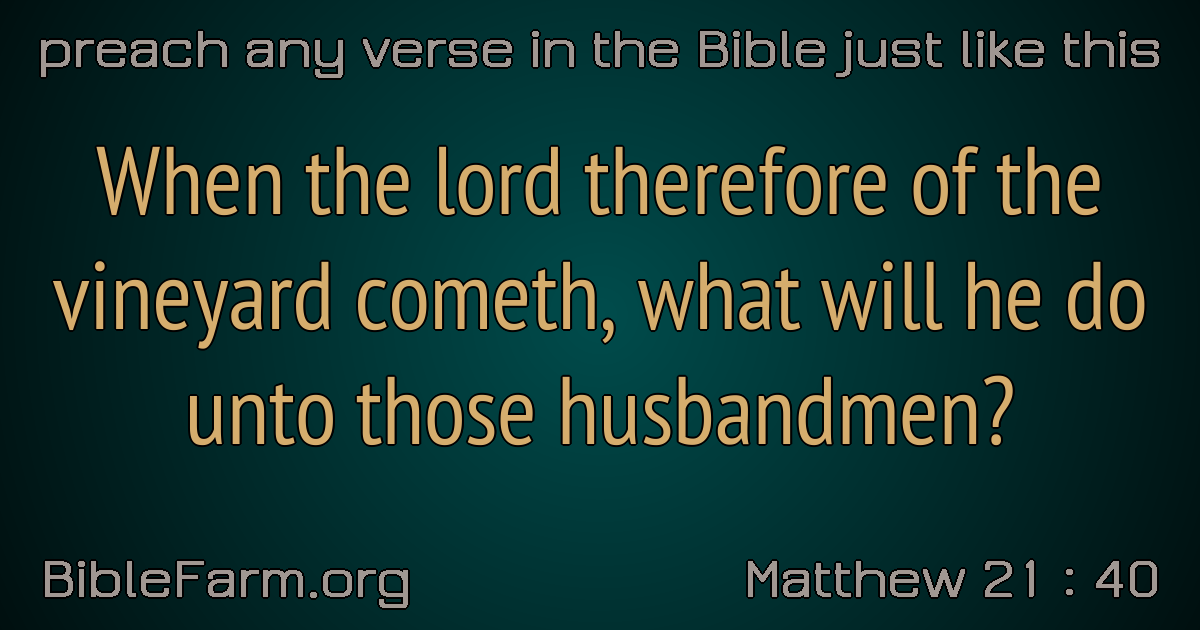 preach any verse in the Bible just like this
When the lord therefore of the
vineyard cometh, what will he do
unto those husbandmen?
BibleFarm.org
Matthew 21 : 40